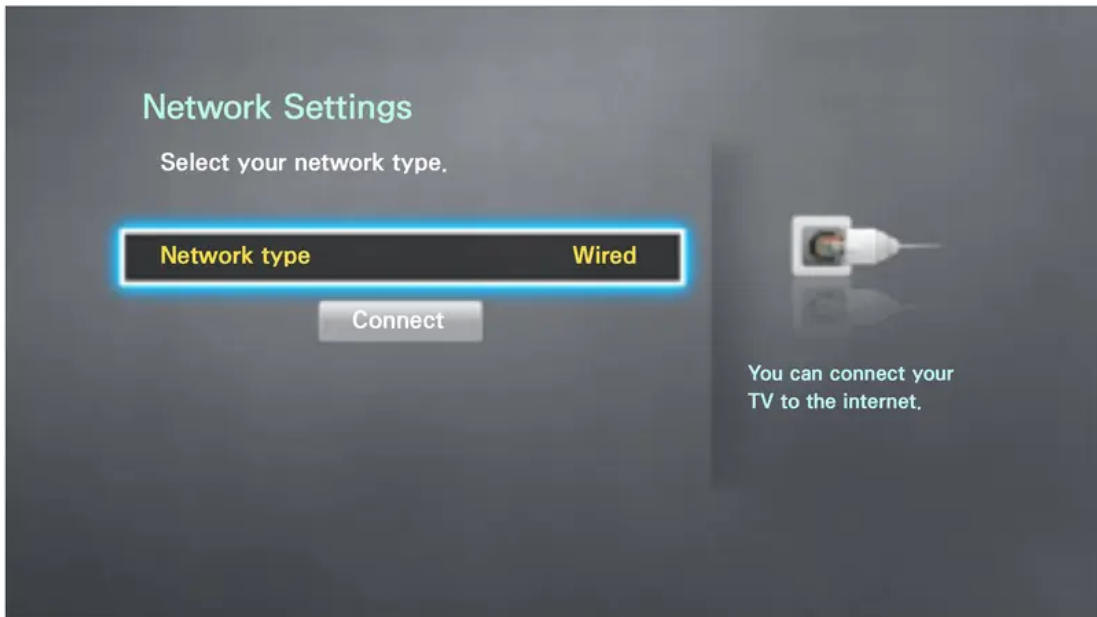 Network Settings
Select your network type.
Network type Wired
Connect
You can connect your
TV to the internet.